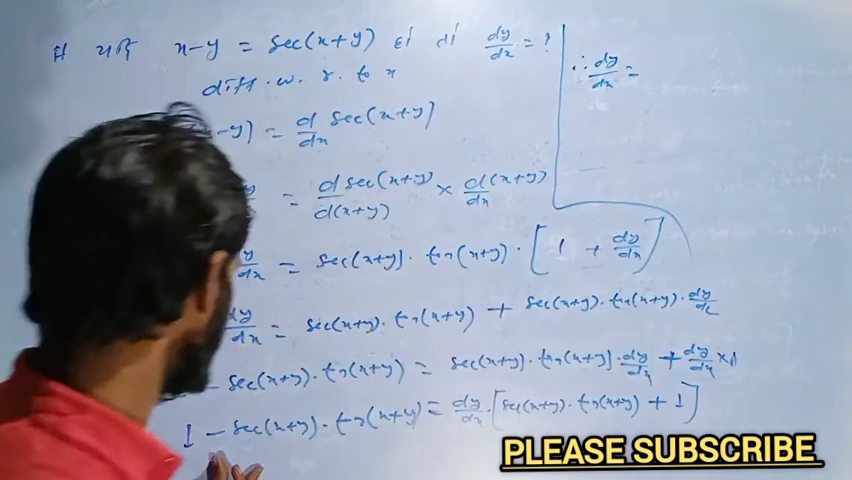 # यदि x-y = sec(x+y) हो तो dy/dx = ?
diff. w. r. to x
-y) = d/dx sec(x+y)
= d sec(x+y)/d(x+y) × d(x+y)/dx
dy/dx = sec(x+y). tan(x+y). [1 + dy/dx]
dy/dx = sec(x+y). tan(x+y) + sec(x+y). tan(x+y). dy/dx
- sec(x+y). tan(x+y) = sec(x+y). tan(x+y). dy/dx + dy/dx × 1
1 - sec(x+y). tan(x+y) = dy/dx. [sec(x+y). tan(x+y) + 1]
∴ dy/dx =
PLEASE SUBSCRIBE